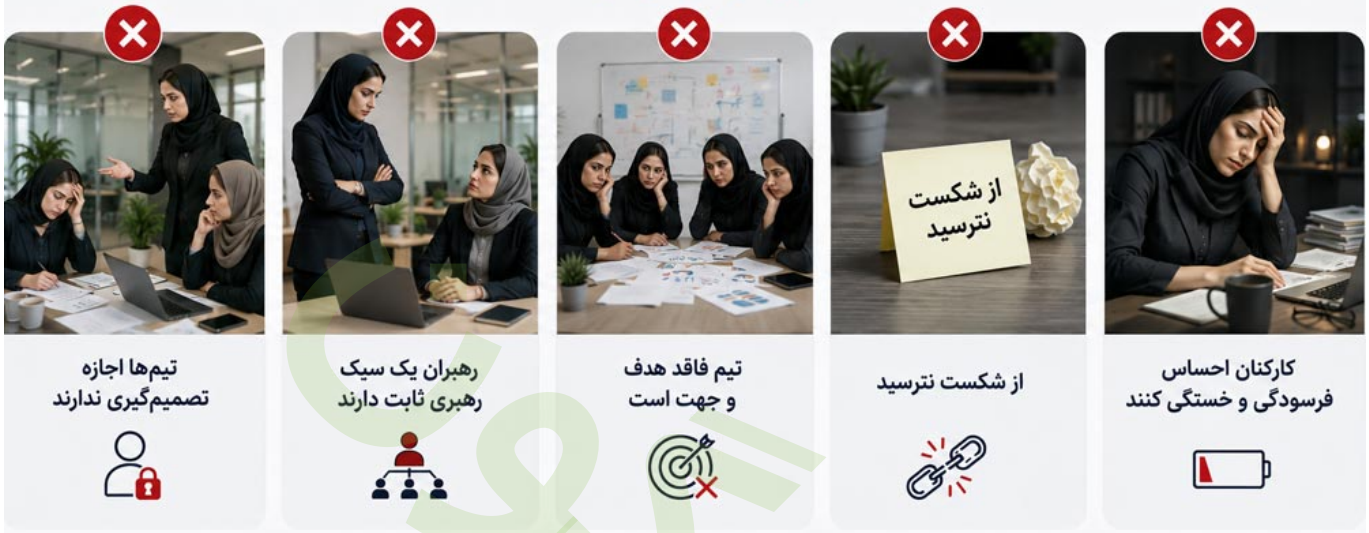 کارکنان احساس
فرسودگی و خستگی کنند
از شکست
نترسید
از شکست نترسید
تیم فاقد هدف
و جهت است
رهبران یک سبک
رهبری ثابت دارند
تیم‌ها اجازه
تصمیم‌گیری ندارند